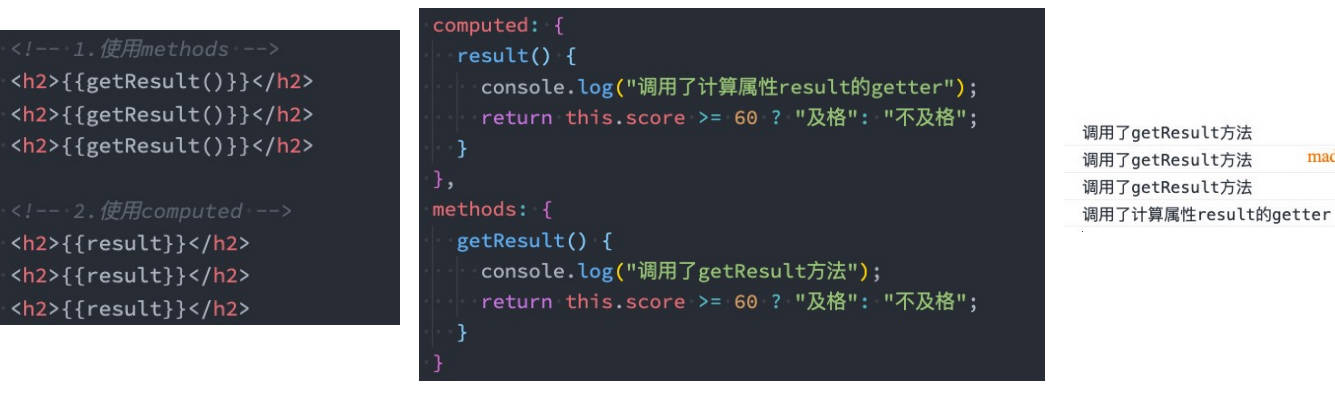 <!-- 1.使用methods -->
<h2>{{getResult()}}</h2>
<h2>{{getResult()}}</h2>
<h2>{{getResult()}}</h2>
<!-- 2.使用computed -->
<h2>{{result}}</h2>
<h2>{{result}}</h2>
<h2>{{result}}</h2>
computed: {
result() {
console.log("调用了计算属性result的getter");
return this.score >= 60 ? "及格": "不及格";
}
},
methods: {
getResult() {
console.log("调用了getResult方法");
return this.score >= 60 ? "及格": "不及格";
}
}
调用了getResult方法
调用了getResult方法
mad
调用了getResult方法
调用了计算属性result的getter